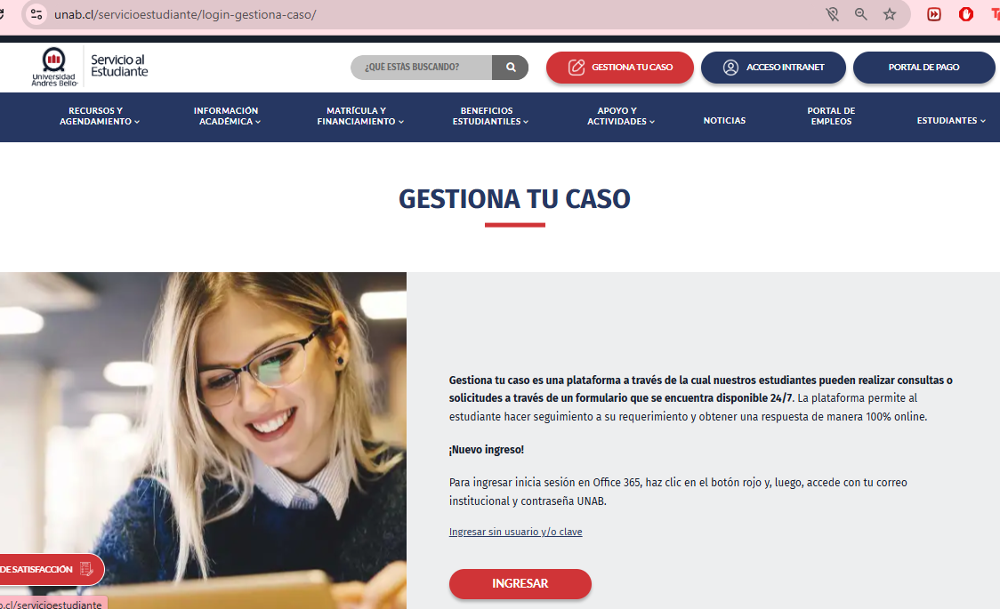 unab.cl/servicioestudiante/login-gestiona-caso/
Universidad
Andrés Bello
Servicio al
Estudiante
¿QUÉ ESTÁS BUSCANDO?
GESTIONA TU CASO
ACCESO INTRANET
PORTAL DE PAGO
RECURSOS Y
AGENDAMIENTO
INFORMACIÓN
ACADÉMICA
MATRÍCULA Y
FINANCIAMIENTO
BENEFICIOS
ESTUDIANTILES
APOYO Y
ACTIVIDADES
NOTICIAS
PORTAL DE
EMPLEOS
ESTUDIANTES
GESTIONA TU CASO
Gestiona tu caso es una plataforma a través de la cual nuestros estudiantes pueden realizar consultas o
solicitudes a través de un formulario que se encuentra disponible 24/7. La plataforma permite al
estudiante hacer seguimiento a su requerimiento y obtener una respuesta de manera 100% online.
¡Nuevo ingreso!
Para ingresar inicia sesión en Office 365, haz clic en el botón rojo y, luego, accede con tu correo
institucional y contraseña UNAB.
Ingresar sin usuario y/o clave
INGRESAR
DE SATISFACCIÓN
b.cl/servicioestudiante